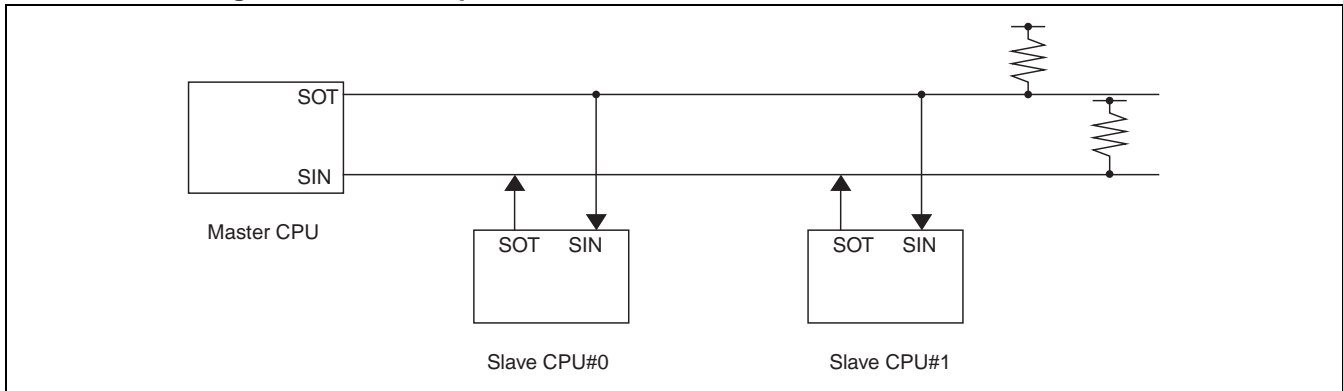 SOT
SIN
Master CPU
SOT SIN
SOT SIN
Slave CPU#0
Slave CPU#1